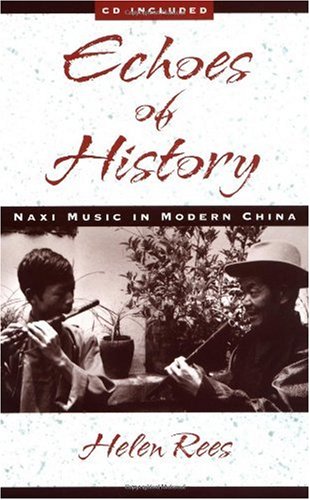 CD INCLUDED
Echoes
of
History
NAXI MUSIC IN MODERN CHINA
Helen Rees